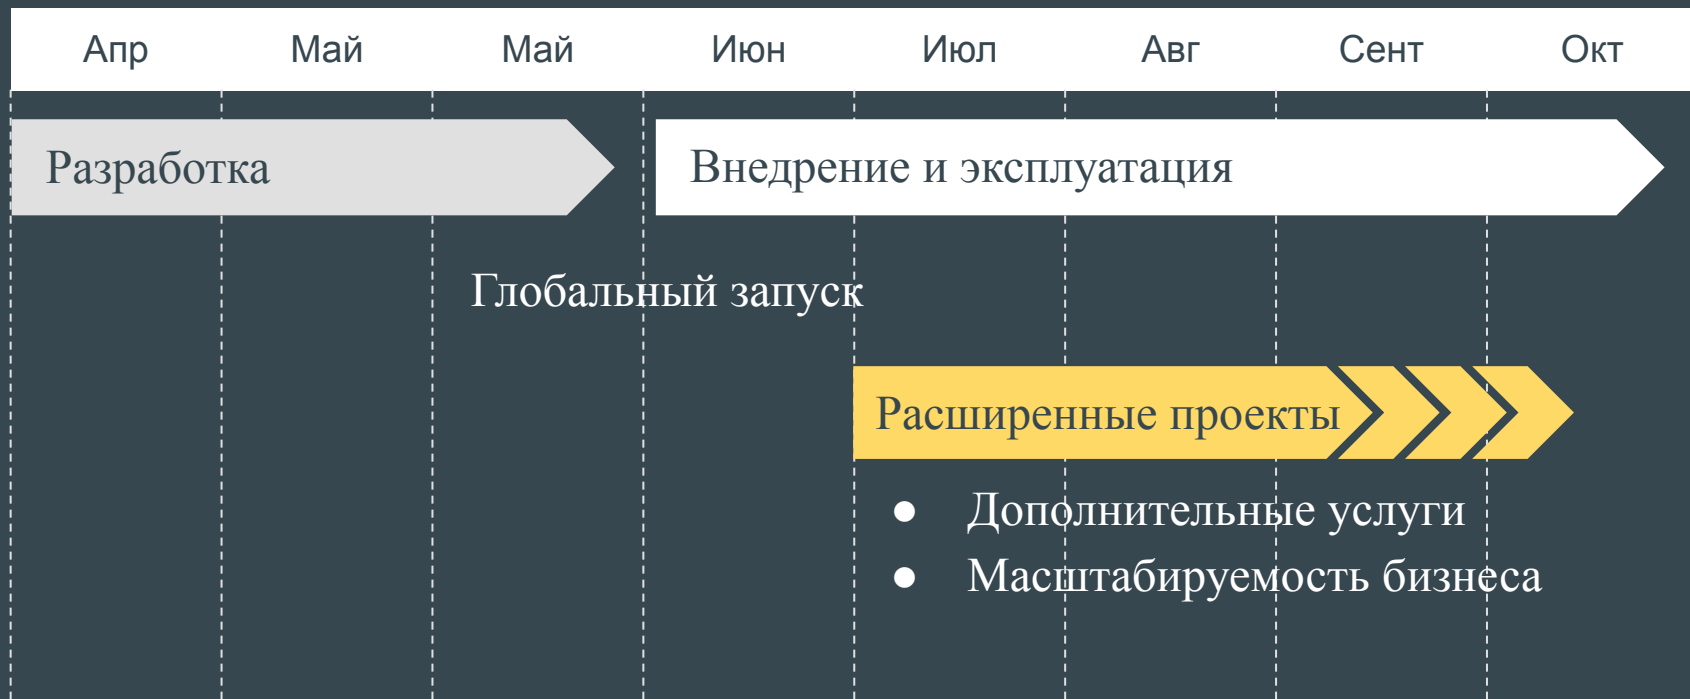 Апр Май Май Июн Июл Авг Сент Окт
Разработка
Внедрение и эксплуатация
Глобальный запуск
Расширенные проекты
● Дополнительные услуги
● Масштабируемость бизнеса